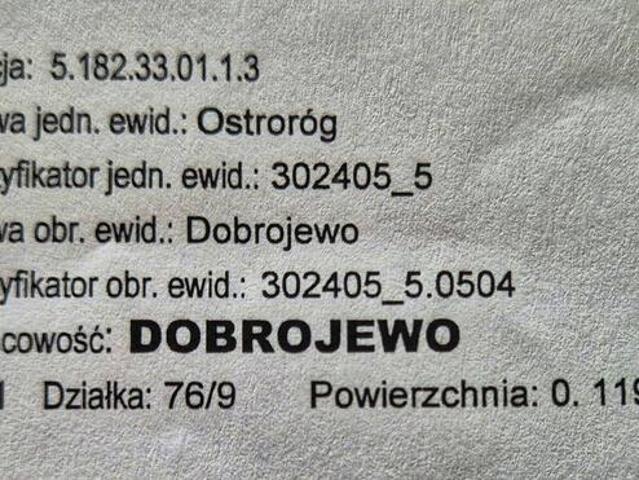 ja: 5.182.33.01.1.3
wa jedn. ewid.: Ostroróg
yfikator jedn. ewid.: 302405_5
wa obr. ewid.: Dobrojewo
yfikator obr. ewid.: 302405_5.0504
cowość: DOBROJEWO
Działka: 76/9 Powierzchnia: 0. 119